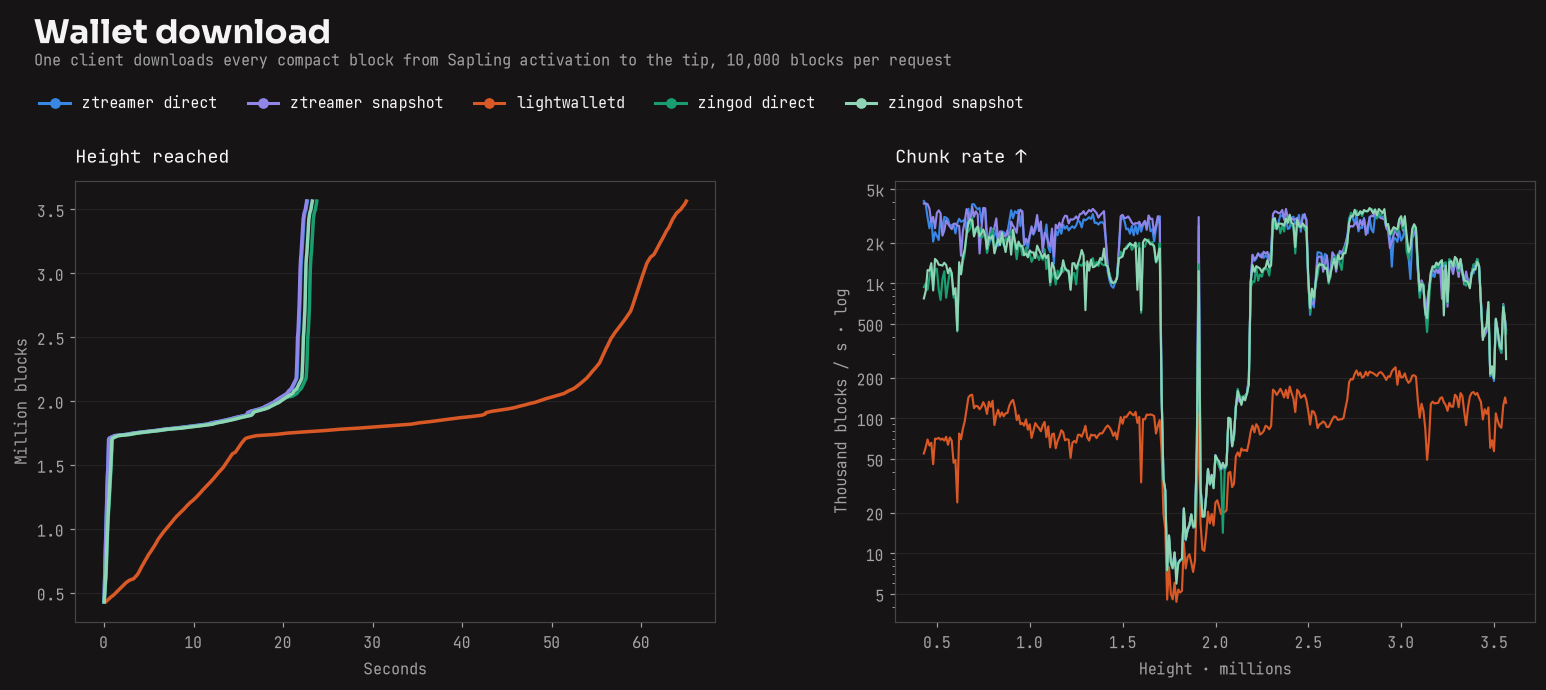 Wallet download
One client downloads every compact block from Sapling activation to the tip, 10,000 blocks per request
ztreamer direct ztreamer snapshot lightwalletd zingod direct zingod snapshot
Height reached
Million blocks
3.5
3.0
2.5
2.0
1.5
1.0
0.5
0 10 20 30 40 50 60
Seconds
Chunk rate ↑
Thousand blocks / s · log
5k
2k
1k
500
200
100
50
20
10
5
0.5 1.0 1.5 2.0 2.5 3.0 3.5
Height · millions